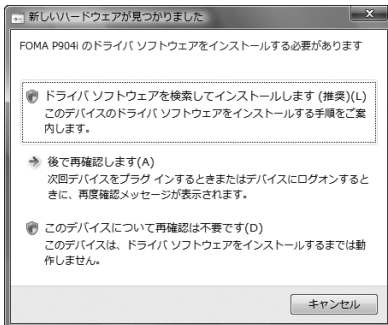 新しいハードウェアが見つかりました
FOMA P904i のドライバ ソフトウェアをインストールする必要があります
ドライバ ソフトウェアを検索してインストールします (推奨)(L)
このデバイスのドライバ ソフトウェアをインストールする手順をご案
内します。
後で再確認します(A)
次回デバイスをプラグ インするときまたはデバイスにログオンすると
きに、再度確認メッセージが表示されます。
このデバイスについて再確認は不要です(D)
このデバイスは、ドライバ ソフトウェアをインストールするまでは動
作しません。
キャンセル